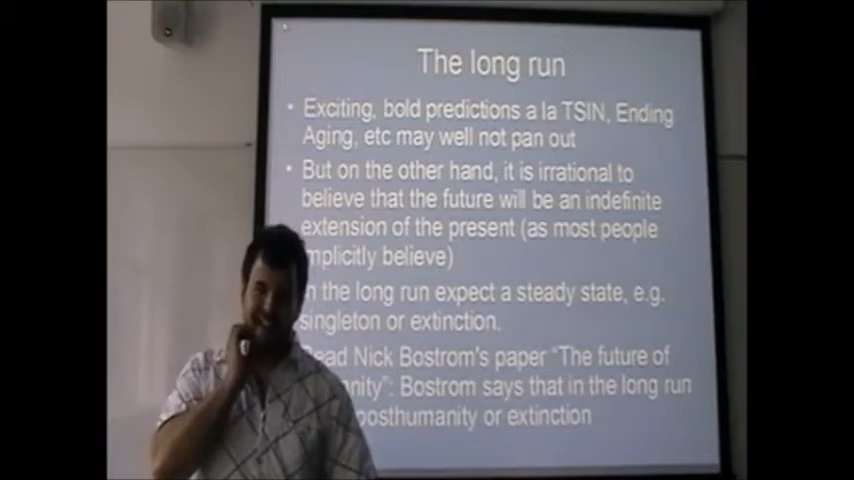 The long run
• Exciting, bold predictions a la TSIN, Ending
Aging, etc may well not pan out
• But on the other hand, it is irrational to
believe that the future will be an indefinite
extension of the present (as most people
mplicitly believe)
n the long run expect a steady state, e.g.
singleton or extinction.
Read Nick Bostrom's paper "The future of
anity": Bostrom says that in the long run
posthumanity or extinction